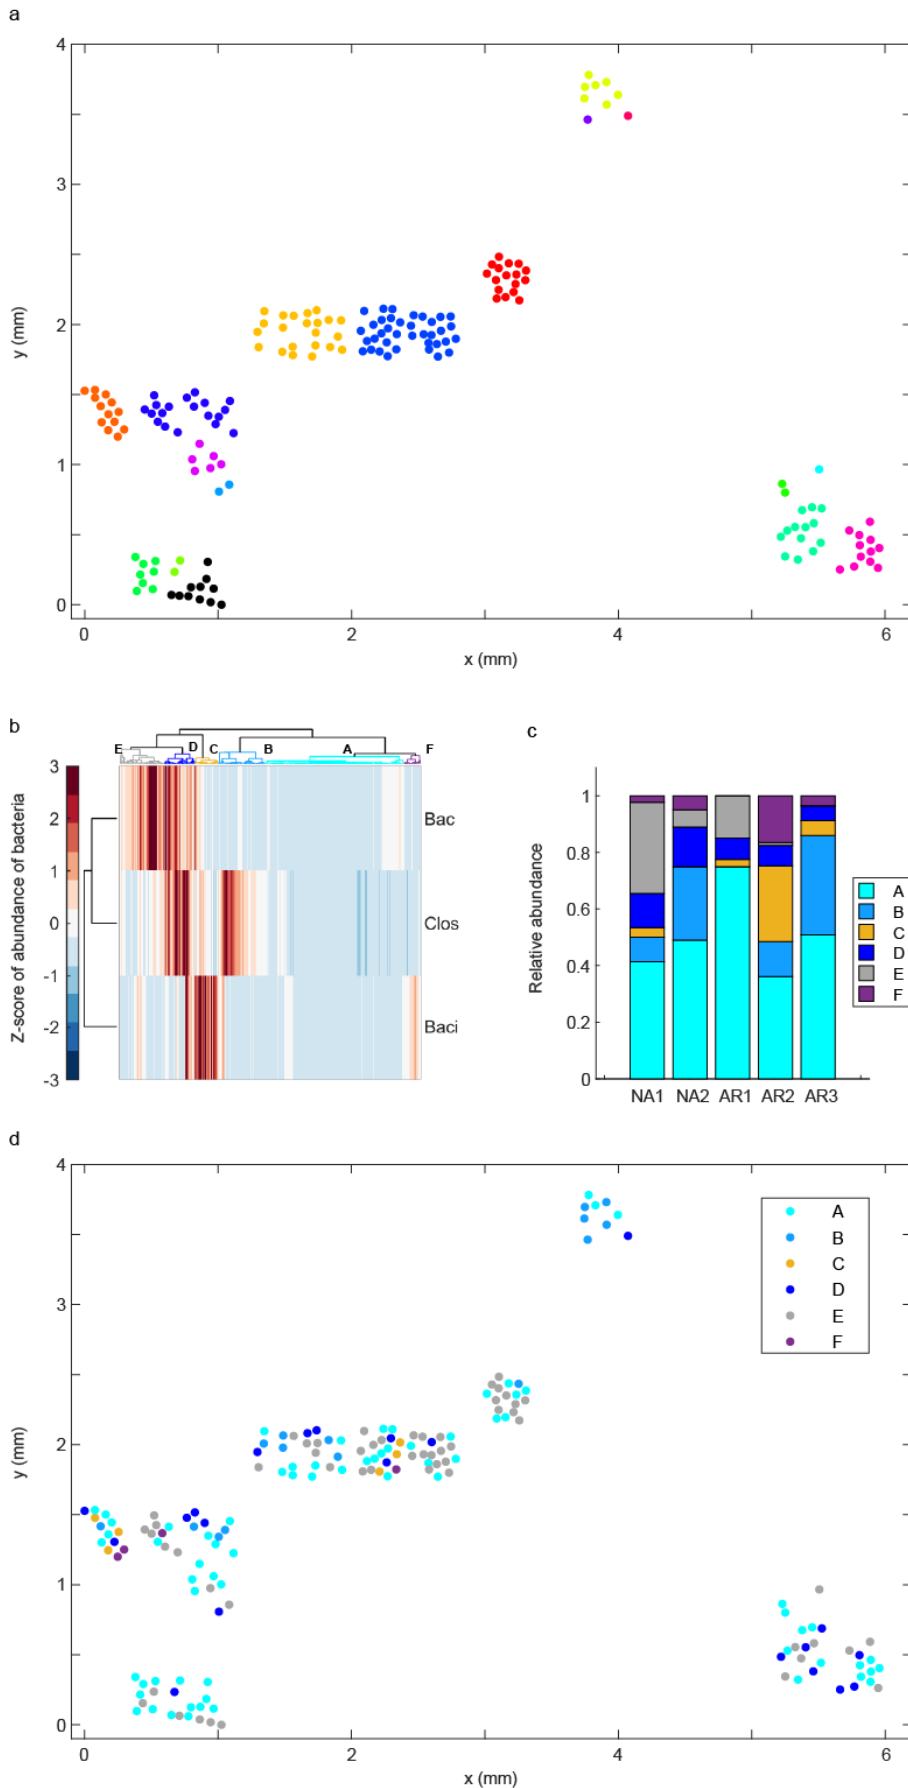 a
4
3
2
1
0
y (mm)
0
2
4
6
x (mm)
b
E
D
C
B
A
F
3
2
1
0
-1
-2
-3
Z-score of abundance of bacteria
Bac
Clos
Baci
c
1
0.8
0.6
0.4
0.2
0
Relative abundance
NA1 NA2 AR1 AR2 AR3
A
B
C
D
E
F
d
4
3
2
1
0
y (mm)
A
B
C
D
E
F
0
2
4
6
x (mm)